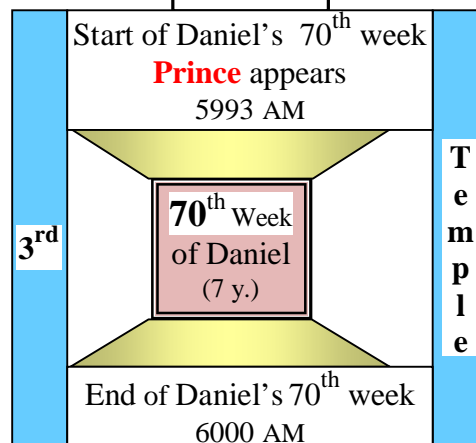 Start of Daniel's 70th week
Prince appears
5993 AM
3rd
70th Week
of Daniel
(7 y.)
Temple
End of Daniel's 70th week
6000 AM